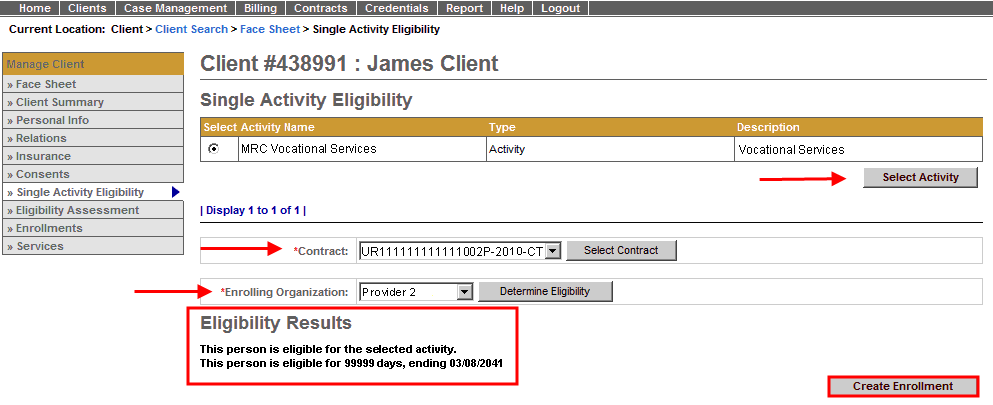 Home Clients Case Management Billing Contracts Credentials Report Help Logout
Current Location: Client > Client Search > Face Sheet > Single Activity Eligibility
Manage Client
» Face Sheet
» Client Summary
» Personal Info
» Relations
» Insurance
» Consents
» Single Activity Eligibility
» Eligibility Assessment
» Enrollments
» Services
Client #438991 : James Client
Single Activity Eligibility
Select Activity Name Type Description
MRC Vocational Services Activity Vocational Services
Select Activity
| Display 1 to 1 of 1 |
*Contract: UR111111111111002P-2010-CT Select Contract
*Enrolling Organization: Provider 2 Determine Eligibility
Eligibility Results
This person is eligible for the selected activity.
This person is eligible for 99999 days, ending 03/08/2041
Create Enrollment